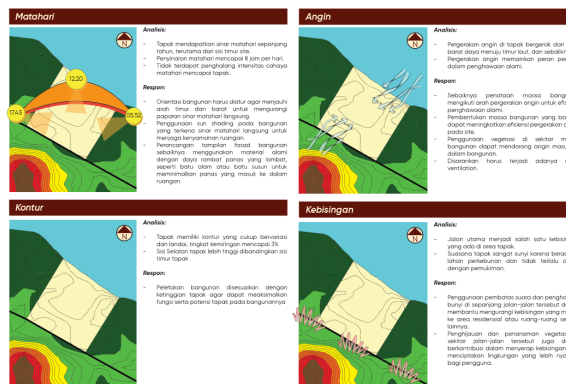 Matahari
N
12.20
17.45
05.52
Analisis:
- Tapak mendapatkan sinar matahari sepanjang
tahun, terutama dari sisi timur site.
- Penyinaran matahari mencapai 8 jam per hari.
- Tidak terdapat penghalang intensitas cahaya
matahari mencapai tapak.
Respon:
- Orientasi bangunan harus diatur agar menjauhi
arah timur dan barat untuk mengurangi
paparan sinar matahari langsung.
- Penggunaan sun shading pada bangunan
yang terkena sinar matahari langsung untuk
menjaga kenyamanan ruangan.
- Perancangan tampilan fasad bangunan
sebaiknya menggunakan material alami
dengan daya rambat panas yang lambat,
seperti batu alam atau batu susun untuk
meminimalkan panas yang masuk ke dalam
ruangan.
Angin
N
Analisis:
- Pergerakan angin di tapak bergerak dari
barat daya menuju timur laut, dan
- Pergerakan angin memainkan peran
dalam penghawaan alami.
Respon:
- Sebaiknya penataan massa
mengikuti arah pergerakan angin untuk
penghawaan alami.
- Pembentukan massa bangunan yang
dapat meningkatkan efisiensi pergerakan
pada site.
- Penggunaan vegetasi di sekitar
bangunan dapat mendorong angin
dalam bangunan.
- Disarankan harus terjadi adanya
ventilation.
Kontur
N
Analisis:
- Tapak memiliki kontur yang cukup bervariasi
dan landai, tingkat kemiringan mencapai 3%
- Sisi Selatan tapak lebih tinggi dibandingkan sisi
timur tapak
Respon:
- Peletakan bangunan disesuaikan dengan
ketinggian tapak agar dapat meaksimalkan
fungsi serta potensi tapak pada bangunannya
Kebisingan
N
Analisis:
- Jalan utama menjadi salah satu
yang ada di area tapak.
- Suasana tapak sangat sunyi karena
lahan perkebunan dan tidak terlalu
dengan pemukiman.
Respon:
- Penggunaan pembatas suara dan
bunyi di sepanjang jalan-jalan tersebut
membantu mengurangi kebisingan yang
ke area residensial atau ruang-ruang
lainnya.
- Penghijauan dan penanaman
sekitar jalan-jalan tersebut juga
berkontribusi dalam menyerap kebisingan
menciptakan lingkungan yang lebih
bagi pengguna.